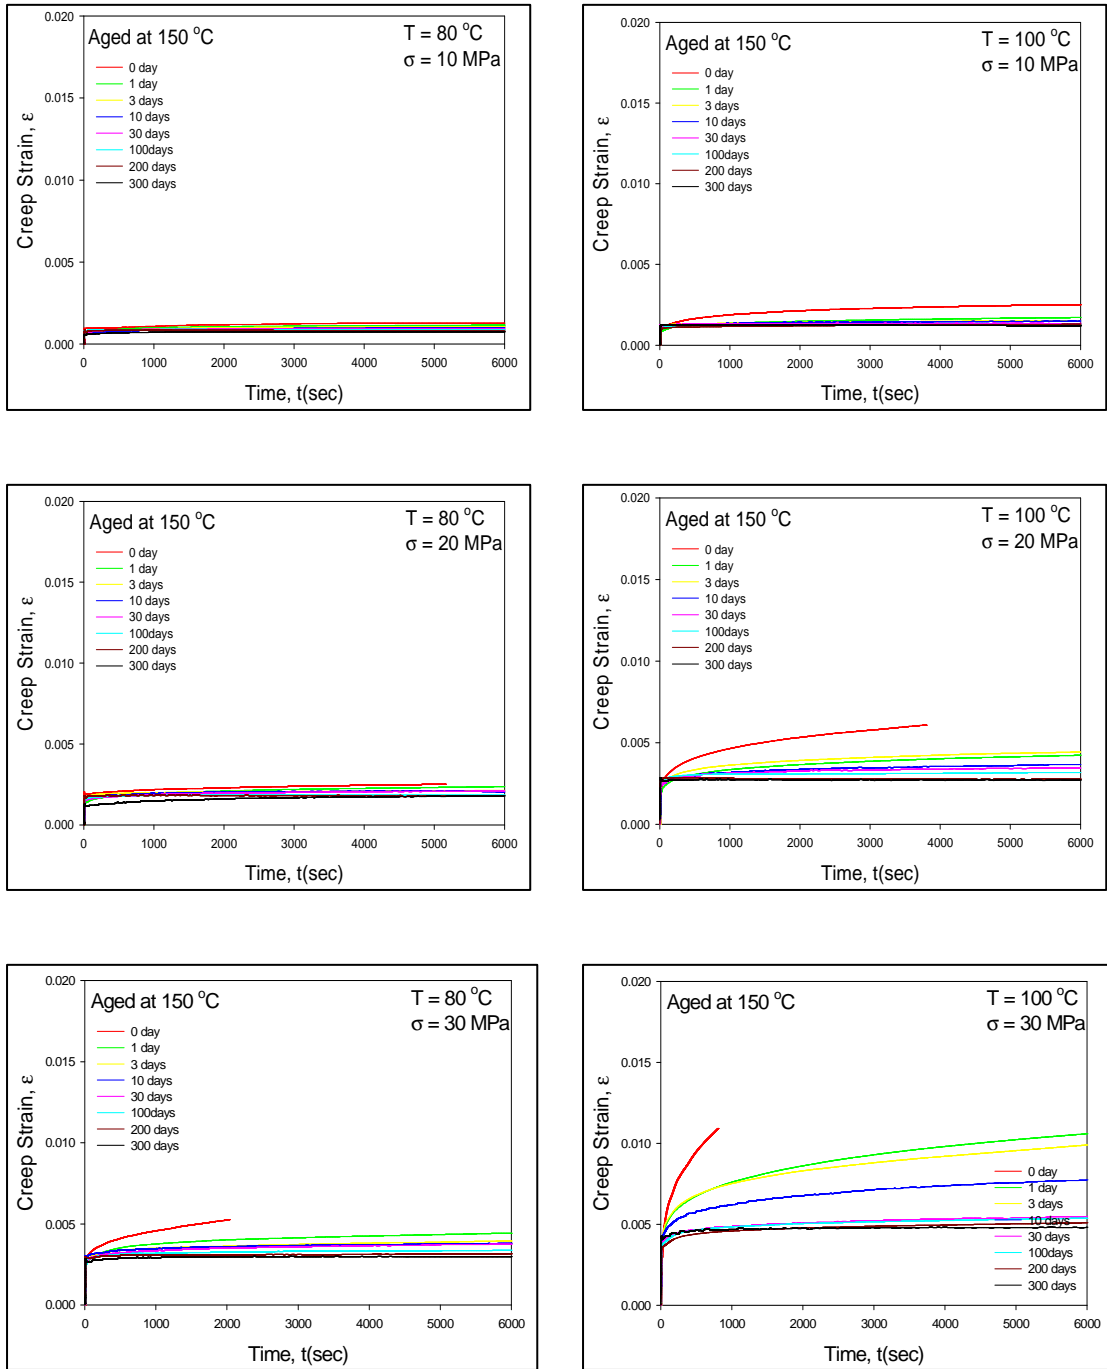 0.020
Aged at 150 °C
T = 80 °C
σ = 10 MPa
0 day
1 day
3 days
10 days
30 days
100days
200 days
300 days
0.015
0.010
0.005
0.000
Creep Strain, ε
0 1000 2000 3000 4000 5000 6000
Time, t(sec)
0.020
Aged at 150 °C
T = 100 °C
σ = 10 MPa
0 day
1 day
3 days
10 days
30 days
100days
200 days
300 days
0.015
0.010
0.005
0.000
Creep Strain, ε
0 1000 2000 3000 4000 5000 6000
Time, t(sec)
0.020
Aged at 150 °C
T = 80 °C
σ = 20 MPa
0 day
1 day
3 days
10 days
30 days
100days
200 days
300 days
0.015
0.010
0.005
0.000
Creep Strain, ε
0 1000 2000 3000 4000 5000 6000
Time, t(sec)
0.020
Aged at 150 °C
T = 100 °C
σ = 20 MPa
0 day
1 day
3 days
10 days
30 days
100days
200 days
300 days
0.015
0.010
0.005
0.000
Creep Strain, ε
0 1000 2000 3000 4000 5000 6000
Time, t(sec)
0.020
Aged at 150 °C
T = 80 °C
σ = 30 MPa
0 day
1 day
3 days
10 days
30 days
100days
200 days
300 days
0.015
0.010
0.005
0.000
Creep Strain, ε
0 1000 2000 3000 4000 5000 6000
Time, t(sec)
0.020
Aged at 150 °C
T = 100 °C
σ = 30 MPa
0.015
0.010
0.005
0.000
Creep Strain, ε
0 day
1 day
3 days
10 days
30 days
100days
200 days
300 days
0 1000 2000 3000 4000 5000 6000
Time, t(sec)